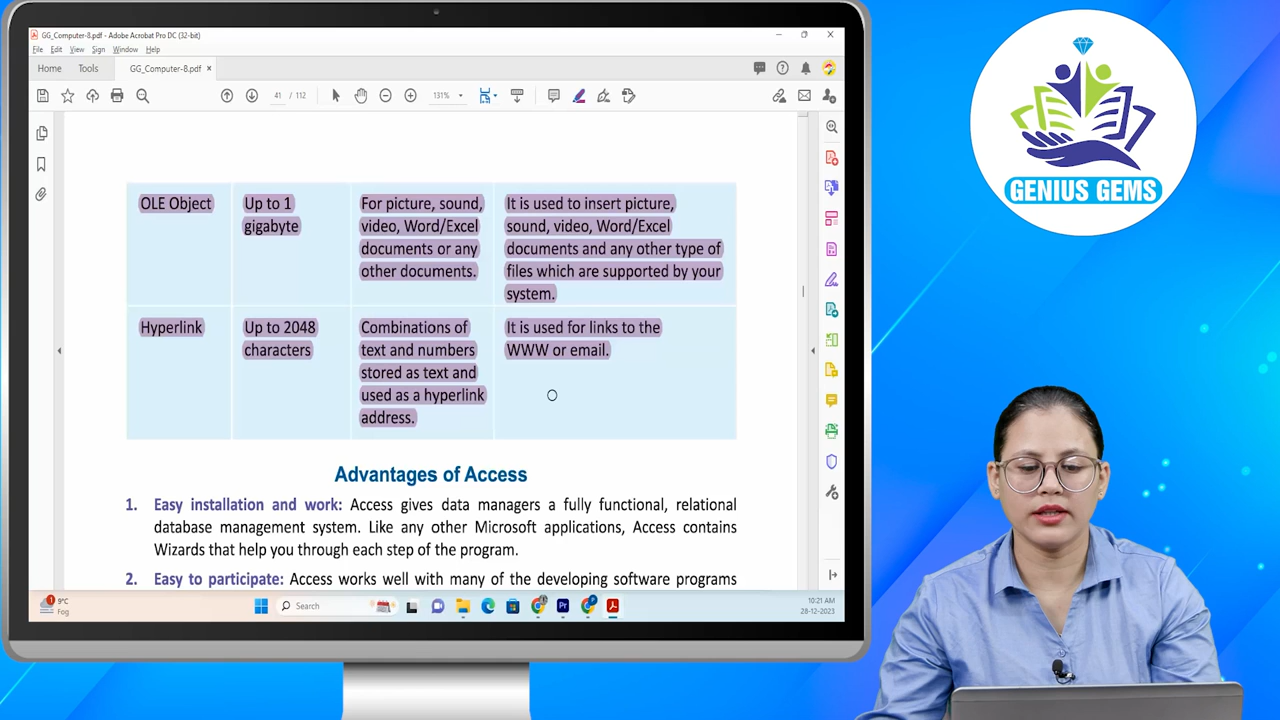 GG_Computer-8.pdf - Adobe Acrobat Pro DC (32-bit)
File Edit View Sign Window Help
Home Tools GG_Computer-8.pdf ×
41 / 112 131%
OLE Object
Up to 1
gigabyte
For picture, sound,
video, Word/Excel
documents or any
other documents.
It is used to insert picture,
sound, video, Word/Excel
documents and any other type of
files which are supported by your
system.
Hyperlink
Up to 2048
characters
Combinations of
text and numbers
stored as text and
used as a hyperlink
address.
It is used for links to the
WWW or email.
Advantages of Access
1. Easy installation and work: Access gives data managers a fully functional, relational
database management system. Like any other Microsoft applications, Access contains
Wizards that help you through each step of the program.
2. Easy to participate: Access works well with many of the developing software programs
9°C
Fog
Search
10:21 AM
28-12-2023
GENIUS GEMS